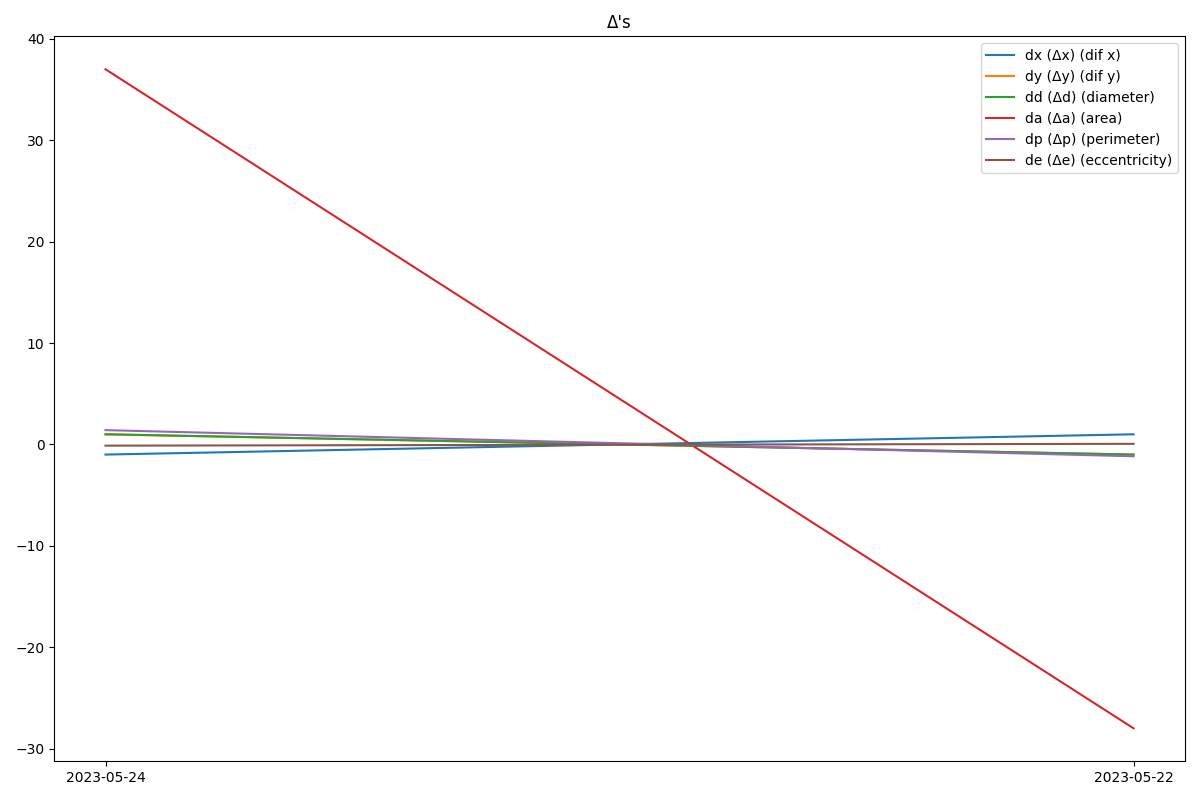 Δ's
40
30
20
10
0
−10
−20
−30
dx (Δx) (dif x)
dy (Δy) (dif y)
dd (Δd) (diameter)
da (Δa) (area)
dp (Δp) (perimeter)
de (Δe) (eccentricity)
2023-05-24
2023-05-22